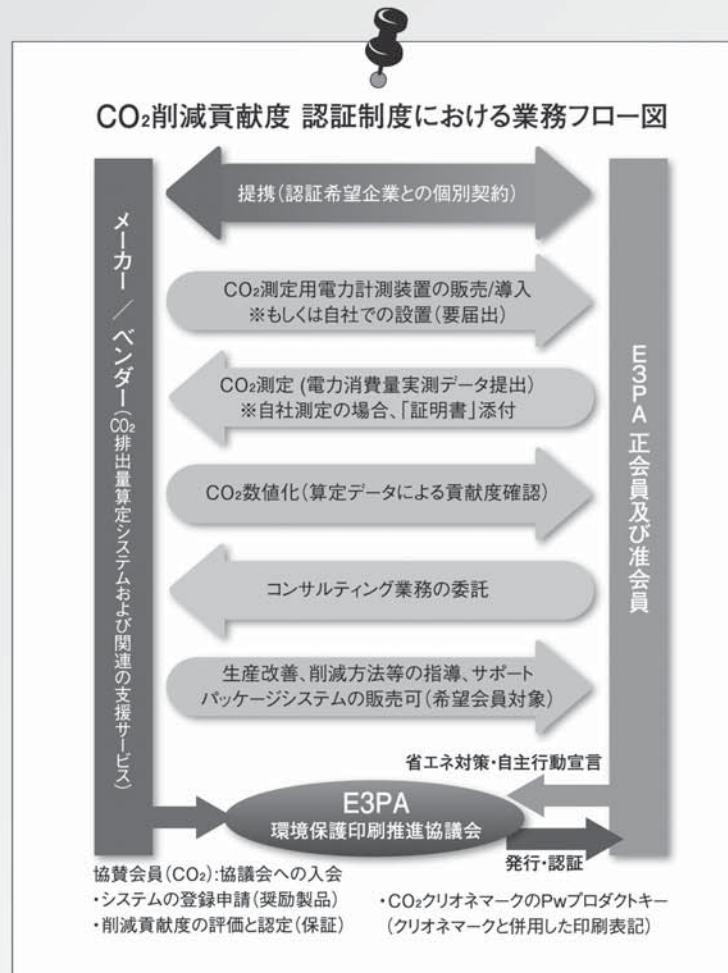 CO₂削減貢献度 認証制度における業務フロー図
提携(認証希望企業との個別契約)
メーカー／ベンダー(CO₂排出量算定システムおよび関連の支援サービス)
CO₂測定用電力計測装置の販売/導入
※もしくは自社での設置(要届出)
E3PA 正会員及び准会員
CO₂測定 (電力消費量実測データ提出)
※自社測定の場合、「証明書」添付
CO₂数値化(算定データによる貢献度確認)
コンサルティング業務の委託
生産改善、削減方法等の指導、サポート
パッケージシステムの販売可(希望会員対象)
省エネ対策・自主行動宣言
E3PA
環境保護印刷推進協議会
発行・認証
協賛会員(CO₂):協議会への入会
・システムの登録申請(奨励製品)
・削減貢献度の評価と認定(保証)
・CO₂クリオネマークのPwプロダクトキー
(クリオネマークと併用した印刷表記)